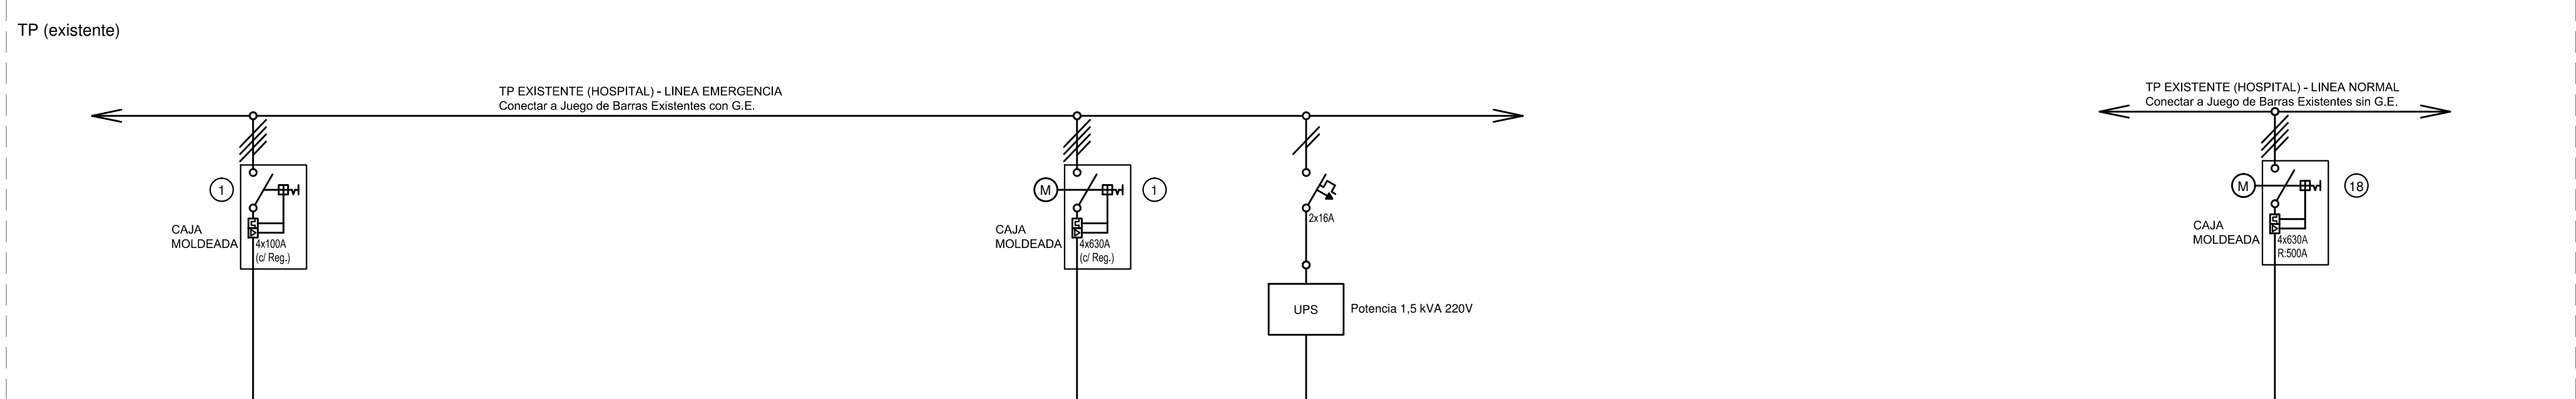 TP (existente)
TP EXISTENTE (HOSPITAL) - LINEA EMERGENCIA
Conectar a Juego de Barras Existentes con G.E.
TP EXISTENTE (HOSPITAL) - LINEA NORMAL
Conectar a Juego de Barras Existentes sin G.E.
1
CAJA
MOLDEADA
4x100A
(c/ Reg.)
M
1
CAJA
MOLDEADA
4x630A
(c/ Reg.)
2x16A
UPS
Potencia 1,5 kVA 220V
M
18
CAJA
MOLDEADA
4x630A
R:500A